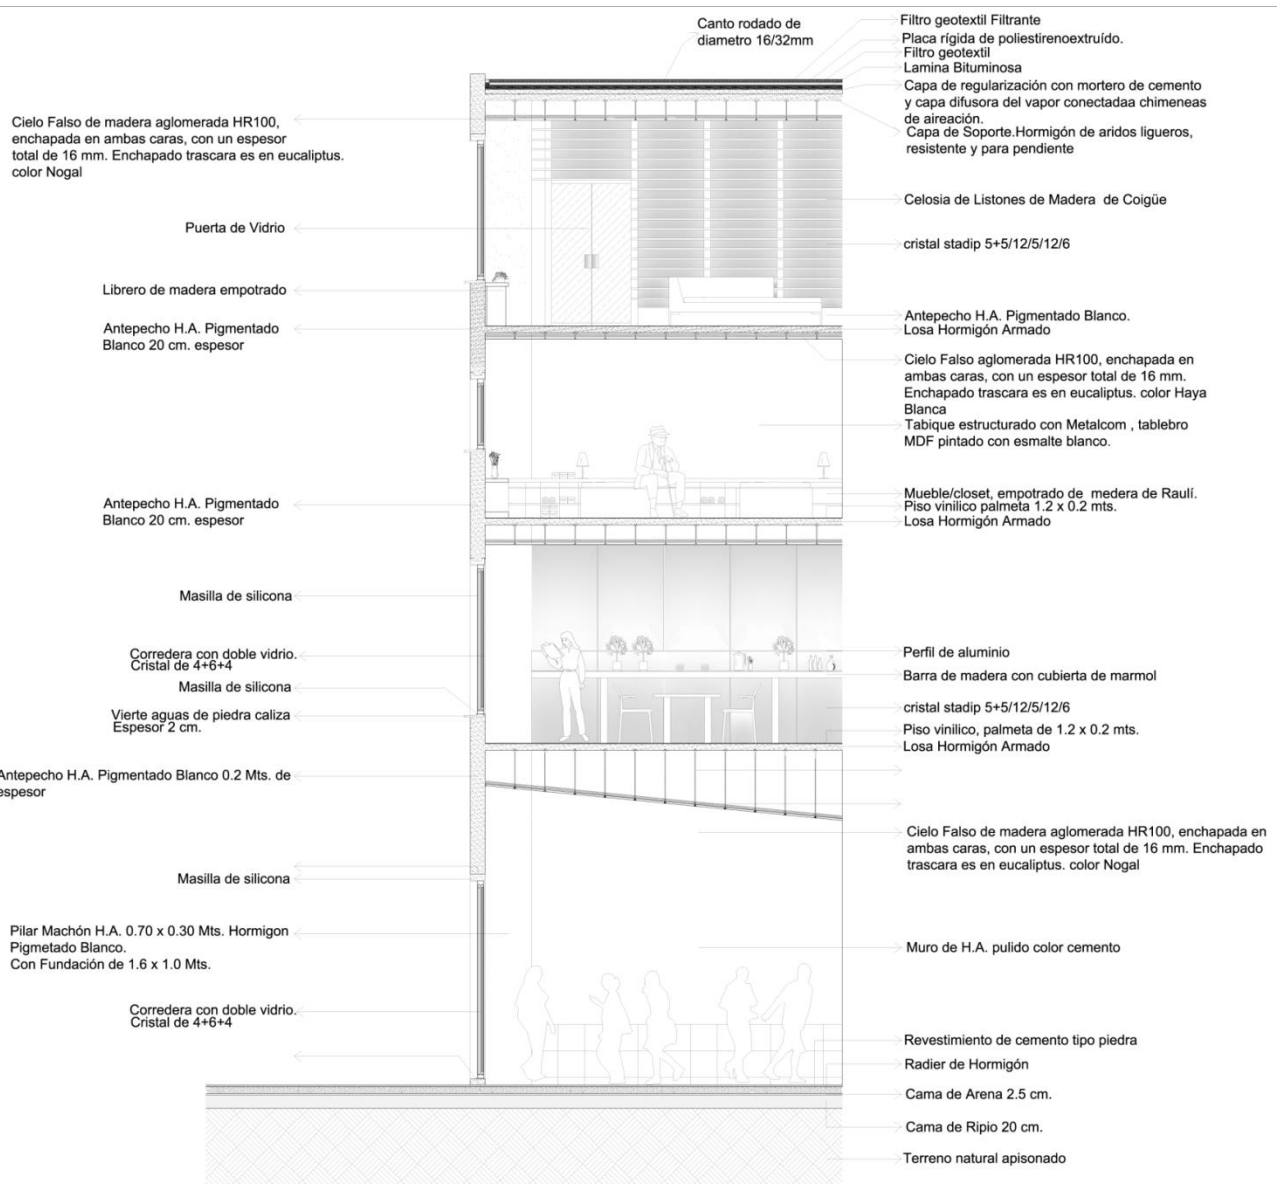 Canto rodado de
diametro 16/32mm
Cielo Falso de madera aglomerada HR100,
enchapada en ambas caras, con un espesor
total de 16 mm. Enchapado trascara es en eucaliptus.
color Nogal
Puerta de Vidrio
Librero de madera empotrado
Antepecho H.A. Pigmentado
Blanco 20 cm. espesor
Antepecho H.A. Pigmentado
Blanco 20 cm. espesor
Masilla de silicona
Corredera con doble vidrio.
Cristal de 4+6+4
Masilla de silicona
Vierte aguas de piedra caliza
Espesor 2 cm.
Antepecho H.A. Pigmentado Blanco 0.2 Mts. de
espesor
Masilla de silicona
Pilar Machón H.A. 0.70 x 0.30 Mts. Hormigon
Pigmetado Blanco.
Con Fundación de 1.6 x 1.0 Mts.
Corredera con doble vidrio.
Cristal de 4+6+4
Filtro geotextil Filtrante
Placa rígida de poliestirenoextruído.
Filtro geotextil
Lamina Bituminosa
Capa de regularización con mortero de cemento
y capa difusora del vapor conectadaa chimeneas
de aireación.
Capa de Soporte.Hormigón de aridos ligueros,
resistente y para pendiente
Celosia de Listones de Madera de Coigüe
cristal stadip 5+5/12/5/12/6
Antepecho H.A. Pigmentado Blanco.
Losa Hormigón Armado
Cielo Falso aglomerada HR100, enchapada en
ambas caras, con un espesor total de 16 mm.
Enchapado trascara es en eucaliptus. color Haya
Blanca
Tabique estructurado con Metalcom , tablebro
MDF pintado con esmalte blanco.
Mueble/closet, empotrado de medera de Raulí.
Piso vinilico palmeta 1.2 x 0.2 mts.
Losa Hormigón Armado
Perfil de aluminio
Barra de madera con cubierta de marmol
cristal stadip 5+5/12/5/12/6
Piso vinilico, palmeta de 1.2 x 0.2 mts.
Losa Hormigón Armado
Cielo Falso de madera aglomerada HR100, enchapada en
ambas caras, con un espesor total de 16 mm. Enchapado
trascara es en eucaliptus. color Nogal
Muro de H.A. pulido color cemento
Revestimiento de cemento tipo piedra
Radier de Hormigón
Cama de Arena 2.5 cm.
Cama de Ripio 20 cm.
Terreno natural apisonado